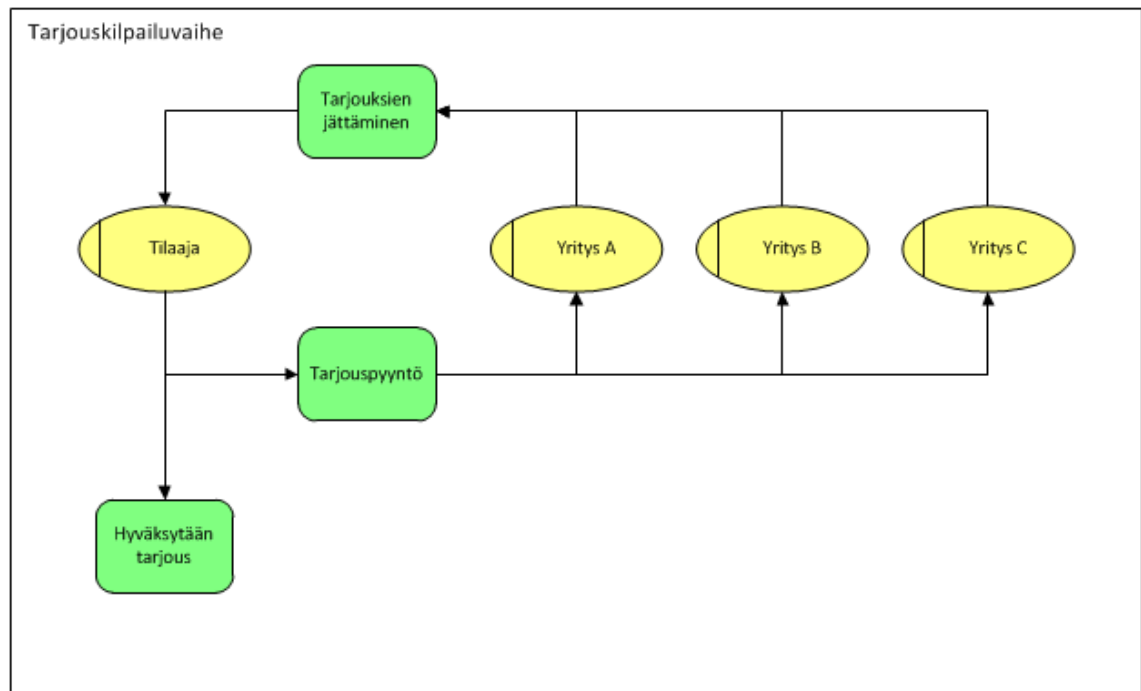 Tarjouskilpailuvaihe
Tarjouksien
jättäminen
Tilaaja
Yritys A
Yritys B
Yritys C
Tarjouspyyntö
Hyväksytään
tarjous